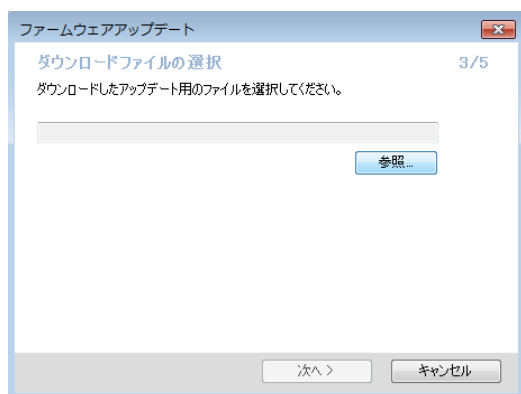 ファームウェアアップデート
ダウンロードファイルの選択 3/5
ダウンロードしたアップデート用のファイルを選択してください。
参照...
次へ > キャンセル